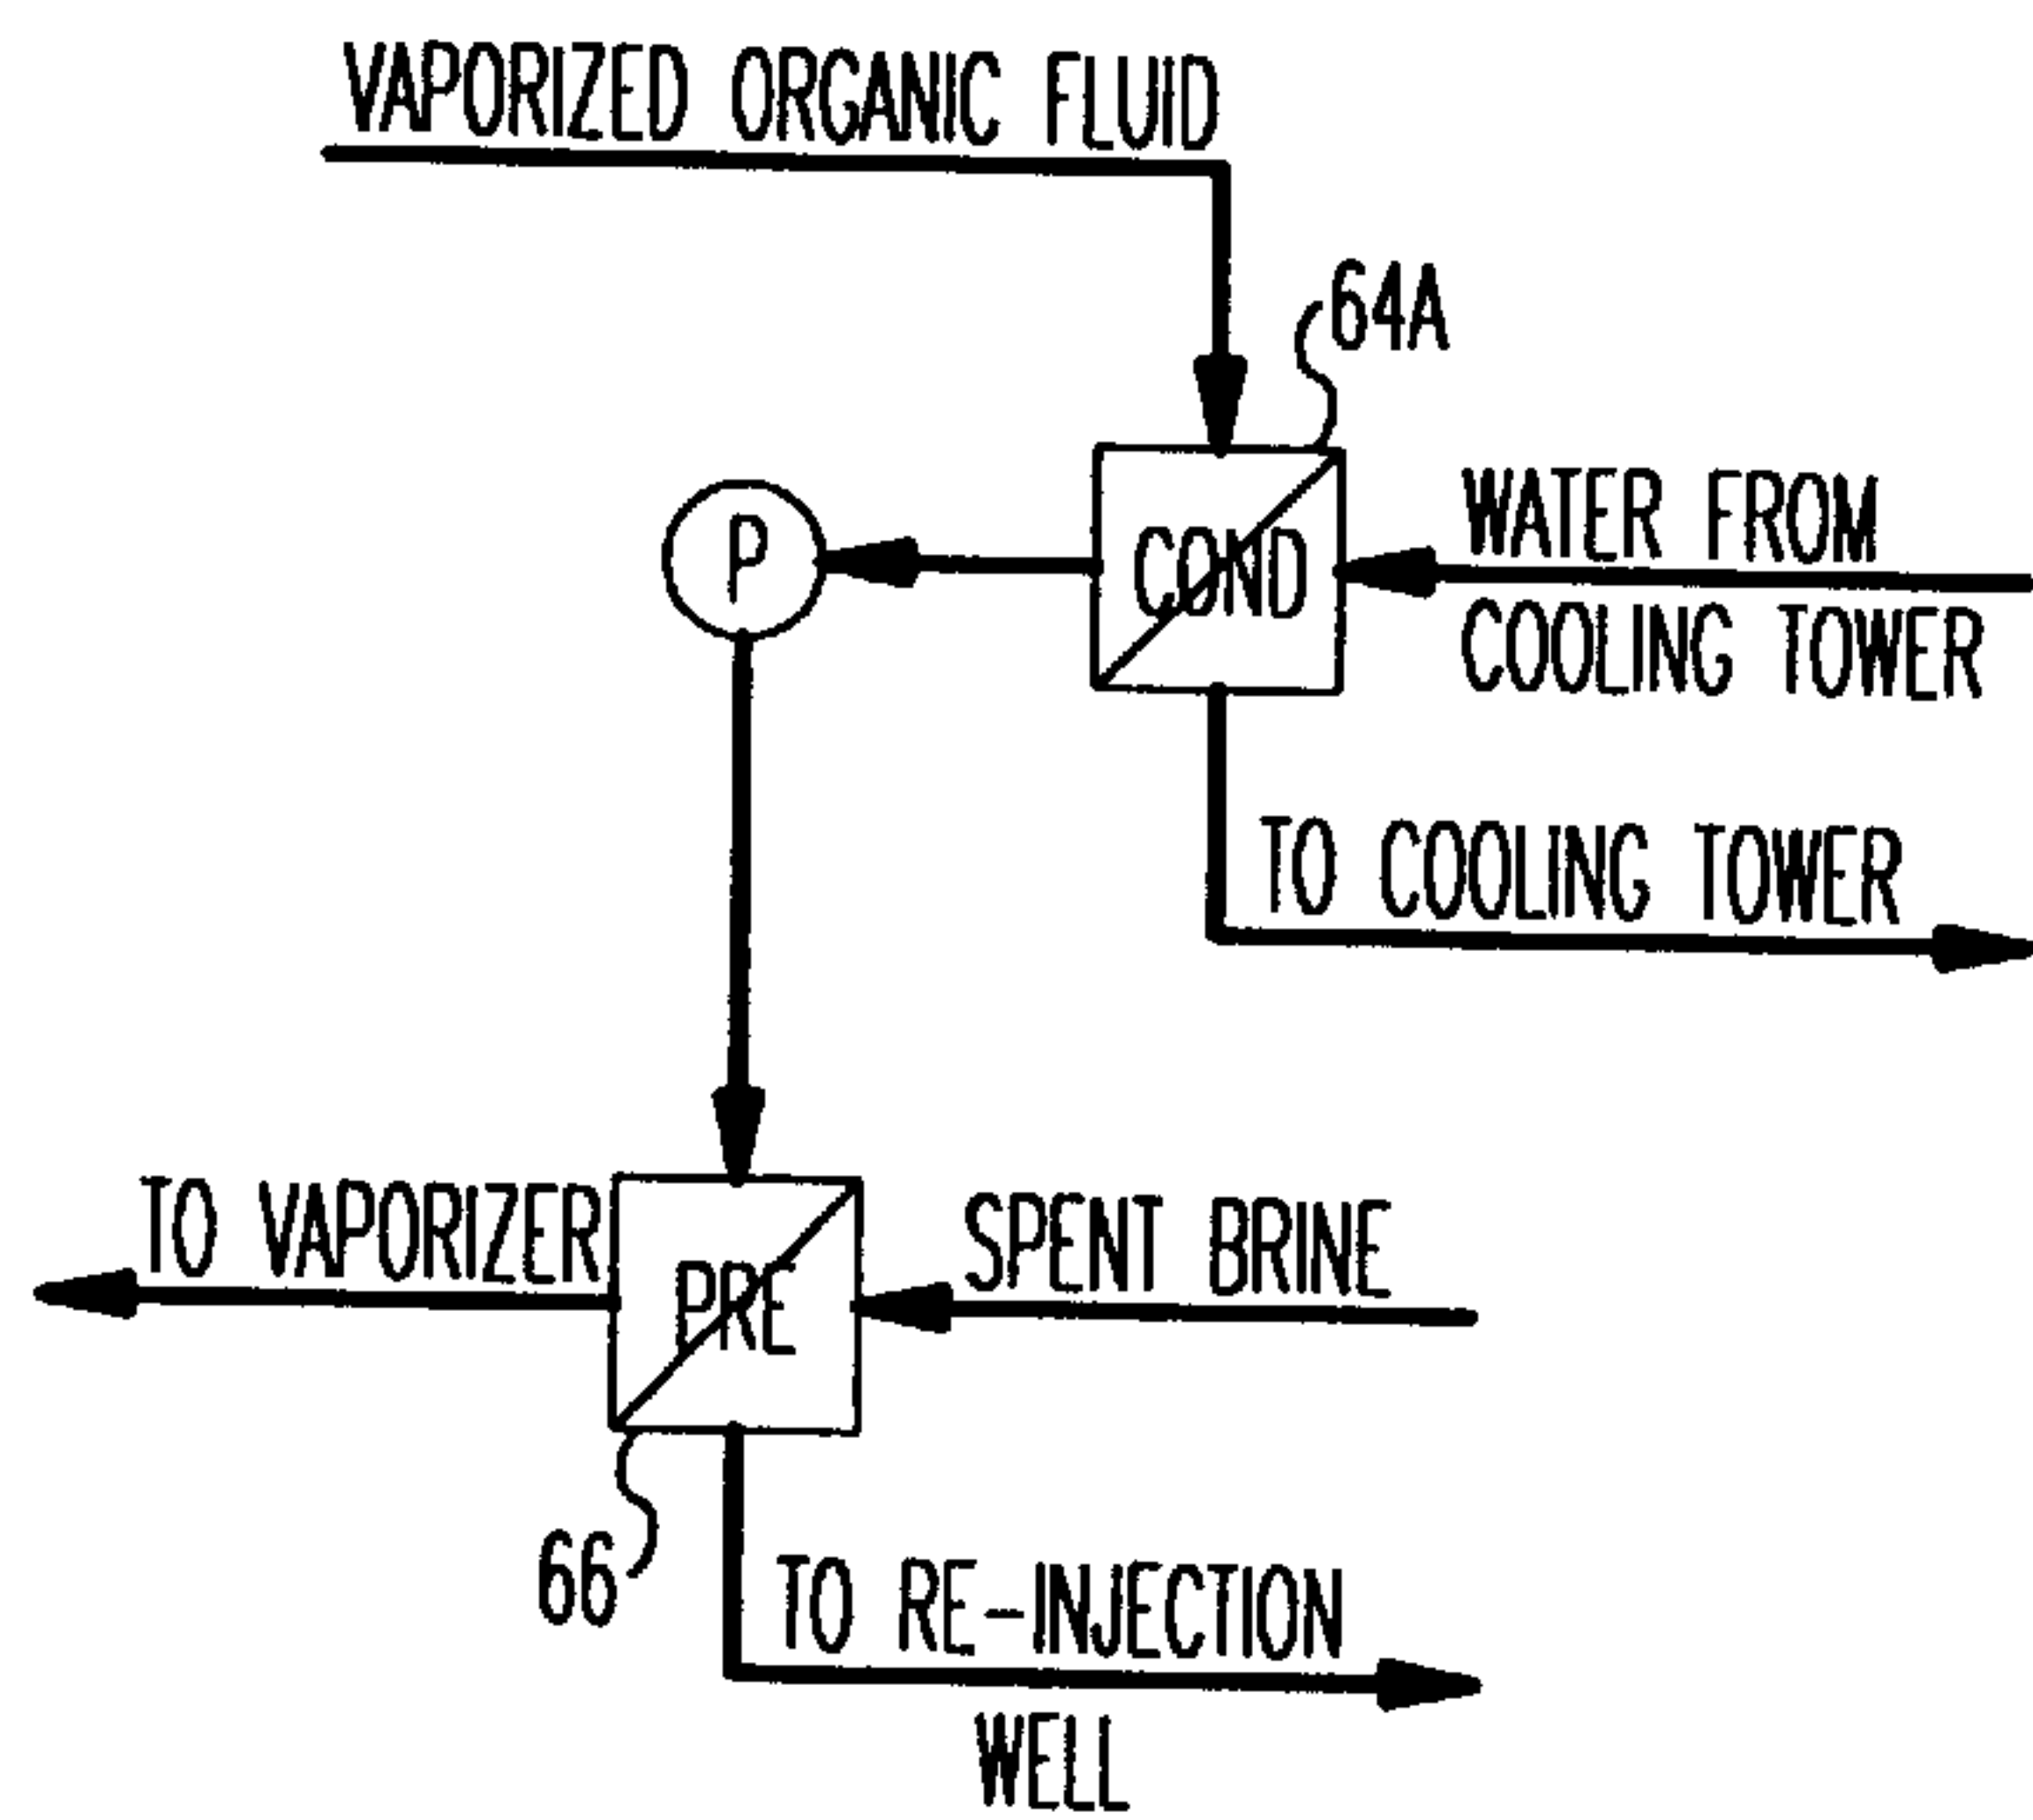 VAPORIZED ORGANIC FLUID
64A
P
COND
WATER FROM
COOLING TOWER
TO COOLING TOWER
TO VAPORIZER
PRE
SPENT BRINE
66
TO RE-INJECTION
WELL